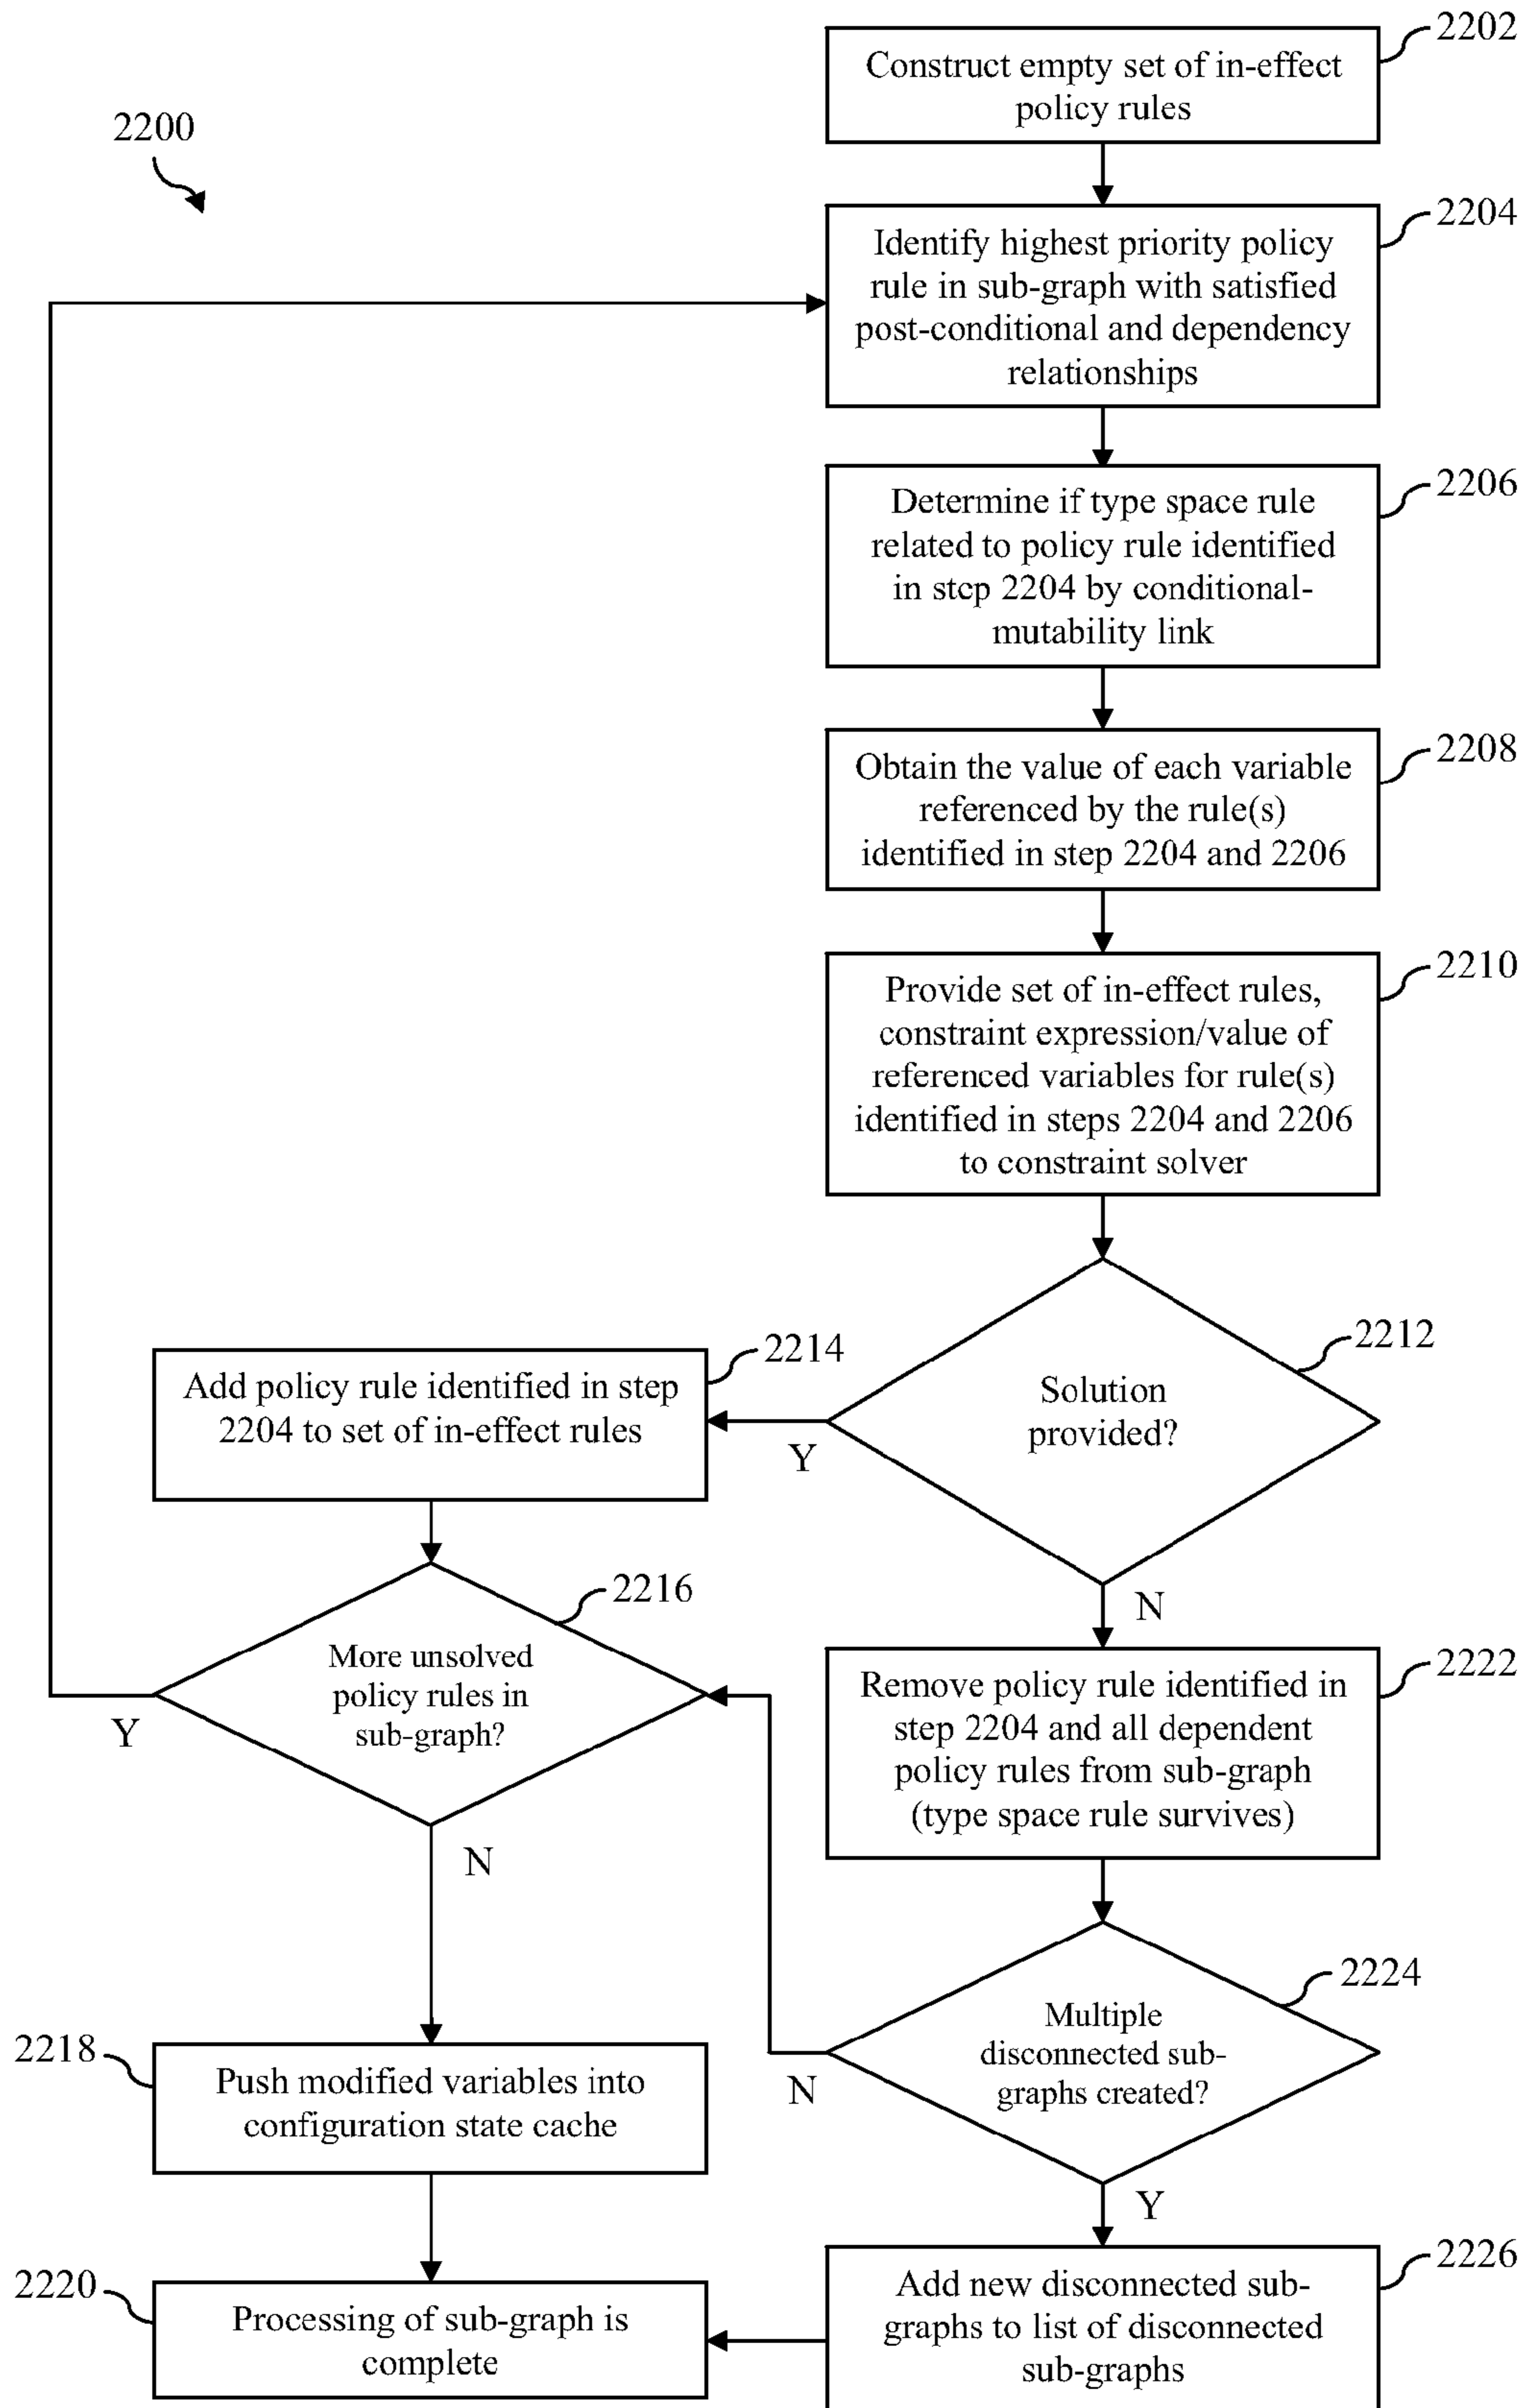 2202
Construct empty set of in-effect
policy rules
2200
2204
Identify highest priority policy
rule in sub-graph with satisfied
post-conditional and dependency
relationships
2206
Determine if type space rule
related to policy rule identified
in step 2204 by conditional-
mutability link
2208
Obtain the value of each variable
referenced by the rule(s)
identified in step 2204 and 2206
2210
Provide set of in-effect rules,
constraint expression/value of
referenced variables for rule(s)
identified in steps 2204 and 2206
to constraint solver
2212
Solution
provided?
Y
N
2214
Add policy rule identified in step
2204 to set of in-effect rules
2216
More unsolved
policy rules in
sub-graph?
Y
N
2222
Remove policy rule identified in
step 2204 and all dependent
policy rules from sub-graph
(type space rule survives)
2224
Multiple
disconnected sub-
graphs created?
N
Y
2218
Push modified variables into
configuration state cache
2220
Processing of sub-graph is
complete
2226
Add new disconnected sub-
graphs to list of disconnected
sub-graphs